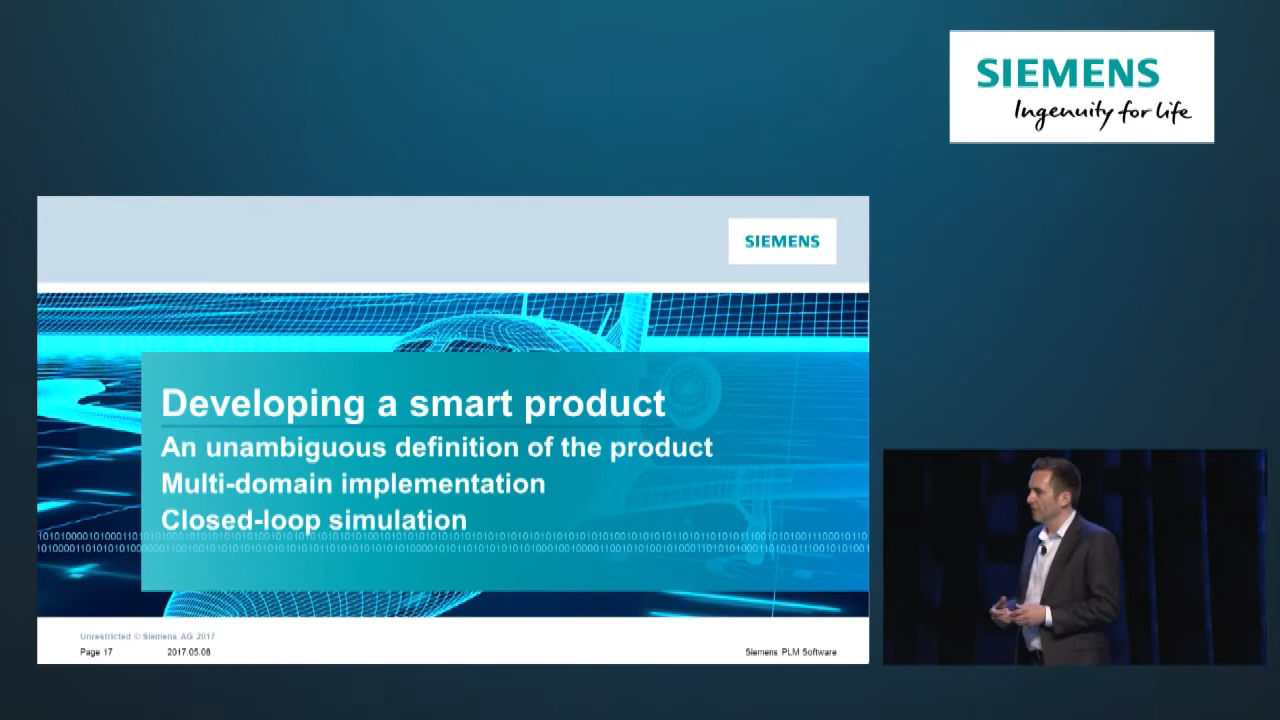 SIEMENS
Ingenuity for life
SIEMENS
Developing a smart product
An unambiguous definition of the product
Multi-domain implementation
Closed-loop simulation
Unrestricted © Siemens AG 2017
Page 17 2017.05.08 Siemens PLM Software